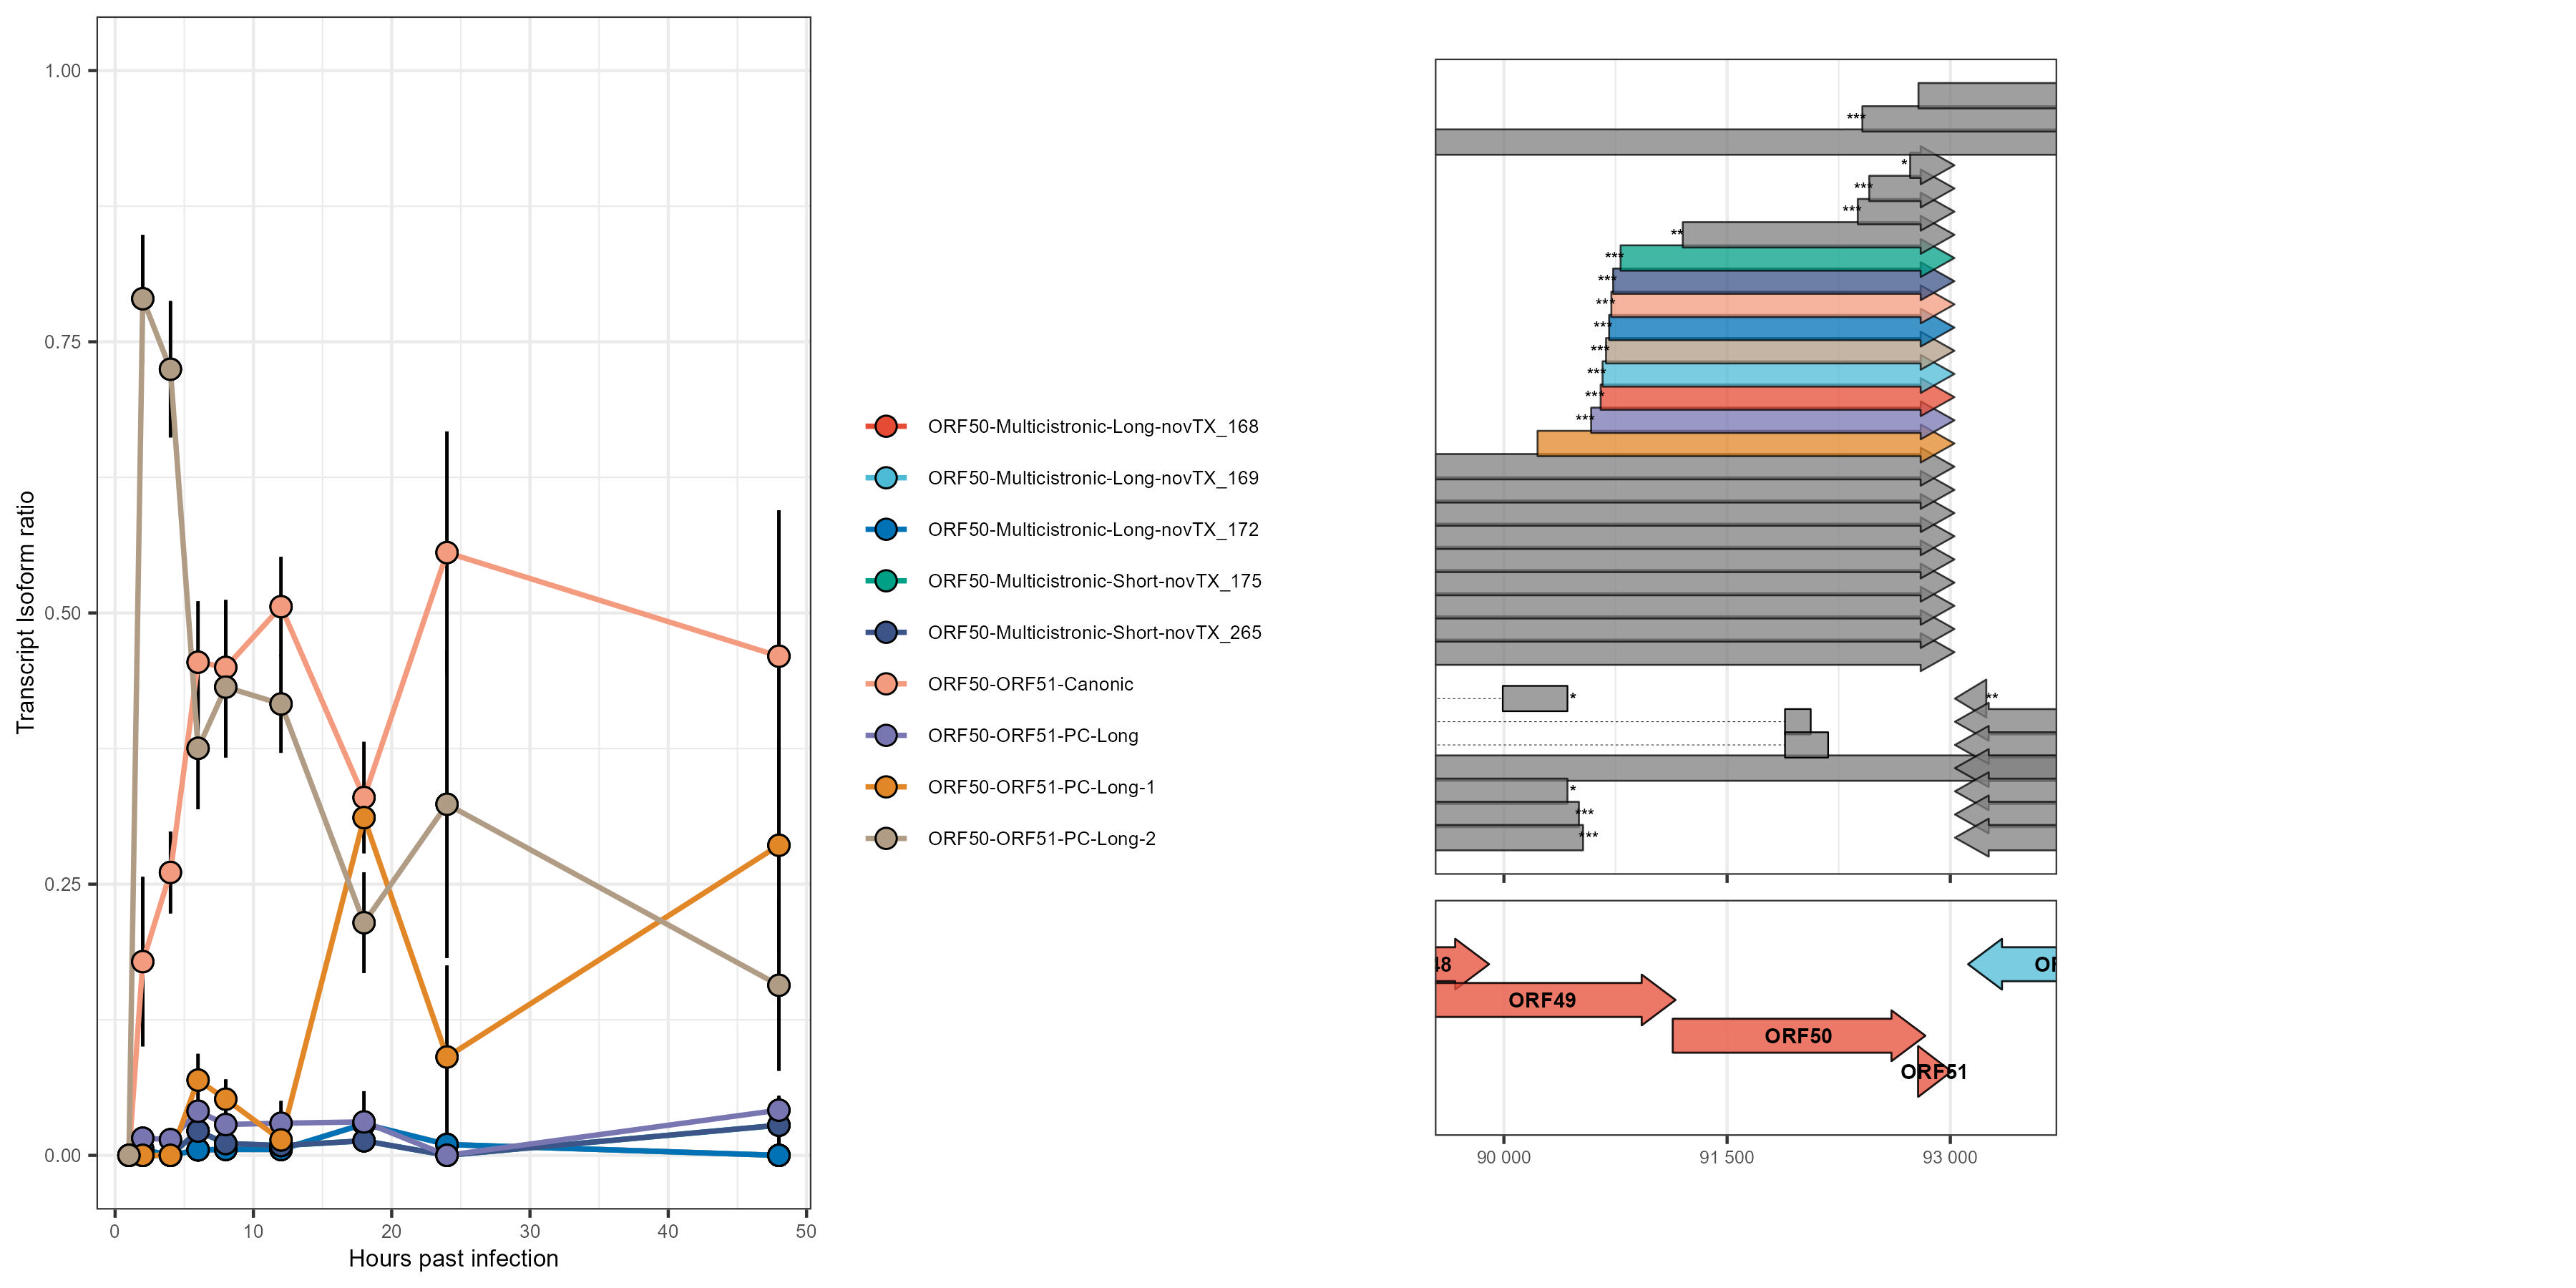 1.00
0.75
0.50
0.25
0.00
Transcript Isoform ratio
0 10 20 30 40 50
Hours past infection
ORF50-Multicistronic-Long-novTX_168
ORF50-Multicistronic-Long-novTX_169
ORF50-Multicistronic-Long-novTX_172
ORF50-Multicistronic-Short-novTX_175
ORF50-Multicistronic-Short-novTX_265
ORF50-ORF51-Canonic
ORF50-ORF51-PC-Long
ORF50-ORF51-PC-Long-1
ORF50-ORF51-PC-Long-2
***
*
***
***
**
***
***
***
***
***
***
***
***
* **
*
***
***
48 OF
ORF49
ORF50
ORF51
90 000 91 500 93 000